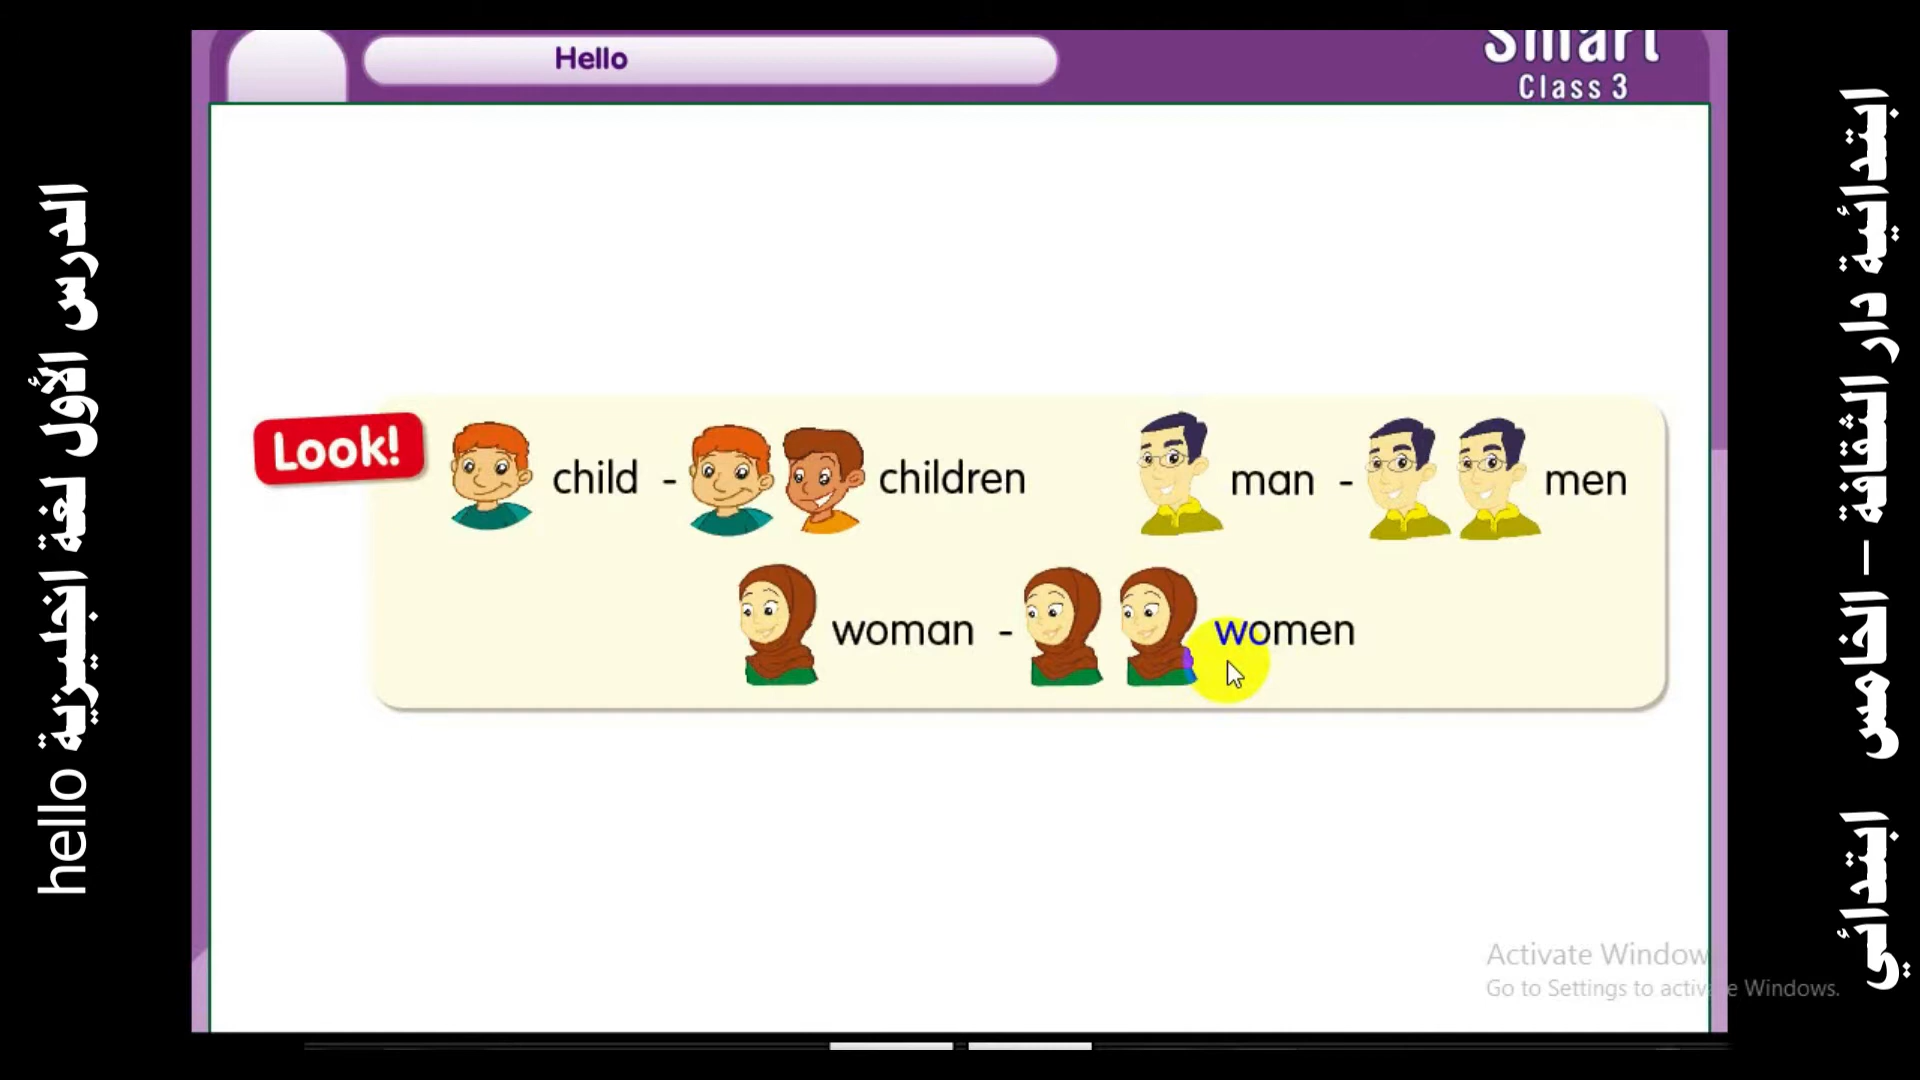 Hello
Smart
Class 3
Look!
child - children
man - men
woman - women
الدرس الأول لغة انجليزية hello
ابتدائية دار الثقافة – الخامس ابتدائي
Activate Window
Go to Settings to activate Windows.